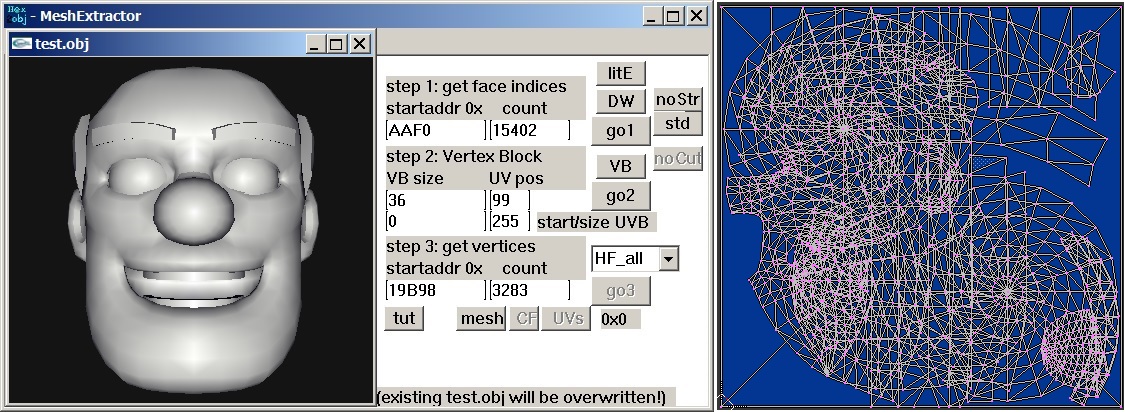 Hex obj - MeshExtractor
test.obj
step 1: get face indices
startaddr 0x count
AAF0 15402
litE
DW
go1
noStr
std
step 2: Vertex Block
VB size UV pos
36 99
0 255 start/size UVB
VB
go2
noCut
step 3: get vertices
startaddr 0x count
19B98 3283
HF_all
go3
tut mesh CF UVs 0x0
(existing test.obj will be overwritten!)